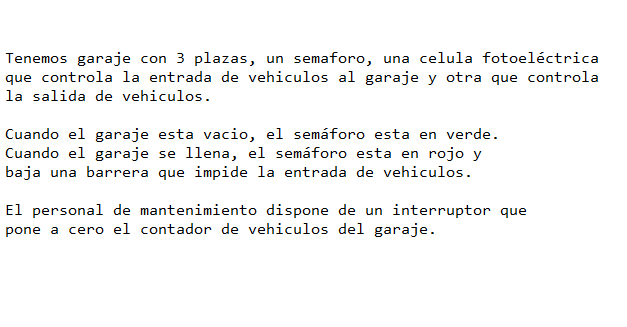 Tenemos garaje con 3 plazas, un semaforo, una celula fotoeléctrica
que controla la entrada de vehiculos al garaje y otra que controla
la salida de vehiculos.
Cuando el garaje esta vacio, el semáforo esta en verde.
Cuando el garaje se llena, el semáforo esta en rojo y
baja una barrera que impide la entrada de vehiculos.
El personal de mantenimiento dispone de un interruptor que
pone a cero el contador de vehiculos del garaje.